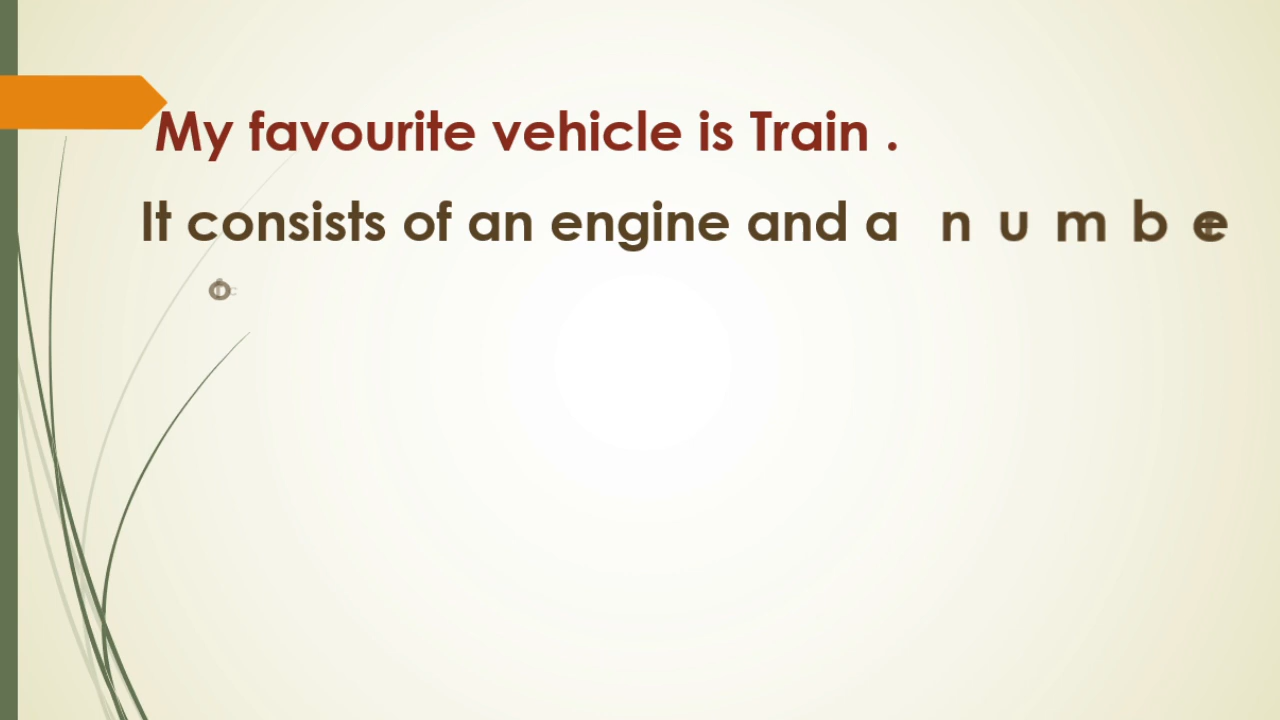 My favourite vehicle is Train .
It consists of an engine and a n u m b e